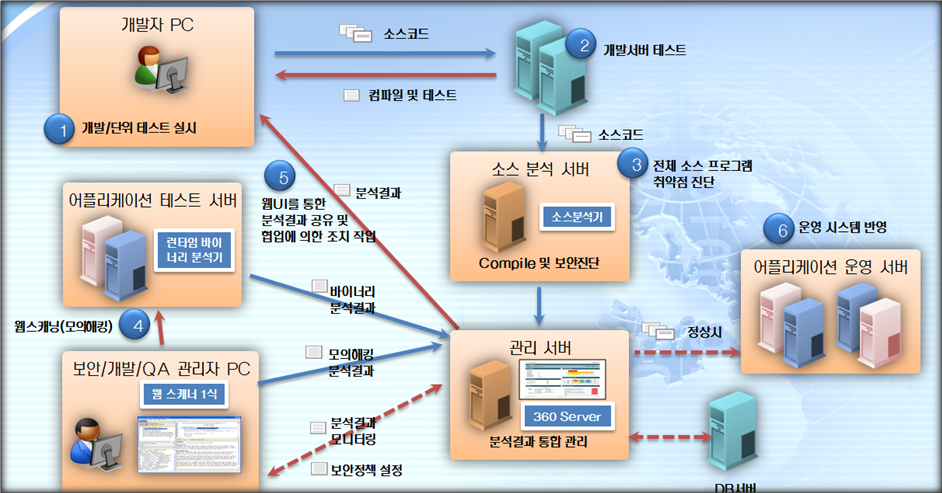 개발자 PC
1
개발/단위 테스트 실시
소스코드
컴파일 및 테스트
2
개발서버 테스트
소스코드
소스 분석 서버
소스분석기
Compile 및 보안진단
3
전체 소스 프로그램
취약점 진단
5
웹UI를 통한
분석결과 공유 및
협업에 의한 조치 작업
분석결과
어플리케이션 테스트 서버
런타임 바이
너리 분석기
바이너리
분석결과
6
운영 시스템 반영
어플리케이션 운영 서버
웹스캐닝(모의해킹)
4
보안/개발/QA 관리자 PC
웹 스캐너 1식
모의해킹
분석결과
분석결과
모니터링
보안정책 설정
관리 서버
360 Server
분석결과 통합 관리
정상시
DB서버